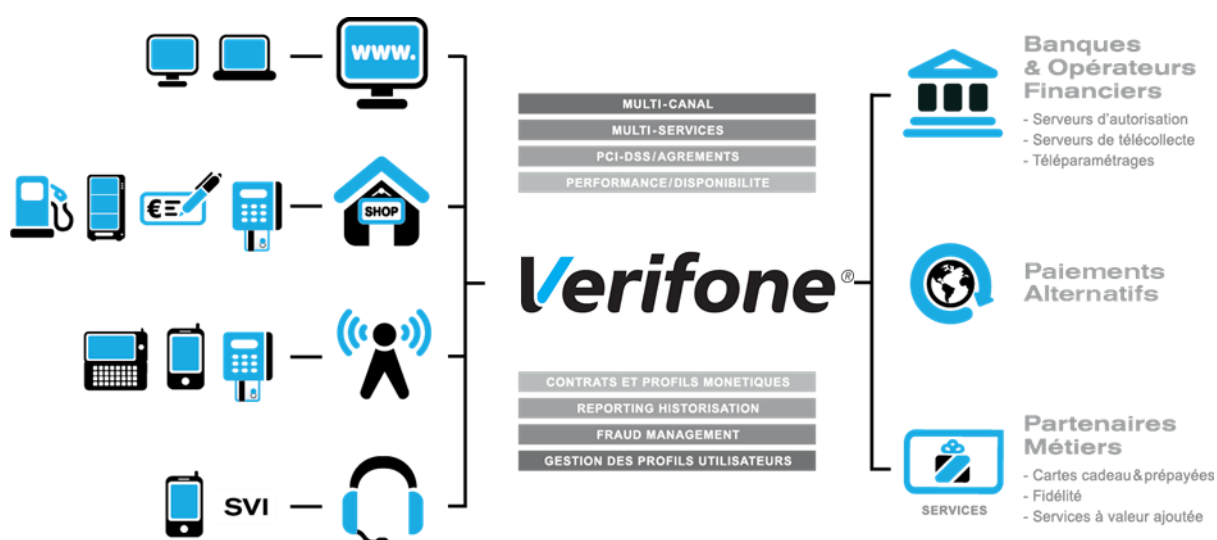 www.
SHOP
€
SVI
MULTI-CANAL
MULTI-SERVICES
PCI-DSS/AGREMENTS
PERFORMANCE/DISPONIBILITE
Verifone®
CONTRATS ET PROFILS MONETIQUES
REPORTING HISTORISATION
FRAUD MANAGEMENT
GESTION DES PROFILS UTILISATEURS
Banques
& Opérateurs
Financiers
- Serveurs d'autorisation
- Serveurs de télécollecte
- Téléparamétrages
Paiements
Alternatifs
SERVICES
Partenaires
Métiers
- Cartes cadeau&prépayées
- Fidélité
- Services à valeur ajoutée